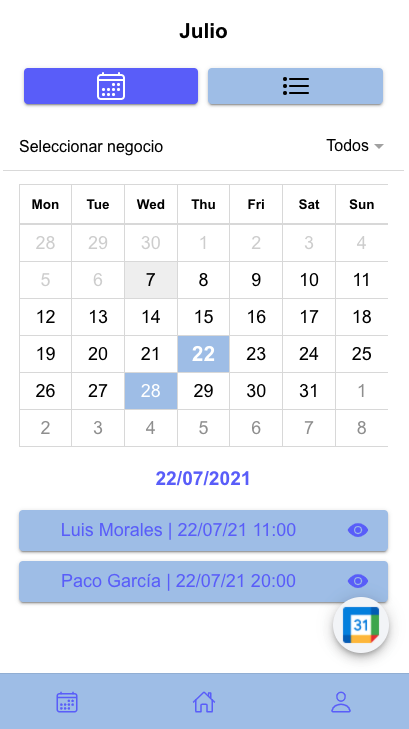 Julio
Seleccionar negocio Todos
Mon Tue Wed Thu Fri Sat Sun
28 29 30 1 2 3 4
5 6 7 8 9 10 11
12 13 14 15 16 17 18
19 20 21 22 23 24 25
26 27 28 29 30 31 1
2 3 4 5 6 7 8
22/07/2021
Luis Morales | 22/07/21 11:00
Paco García | 22/07/21 20:00
31